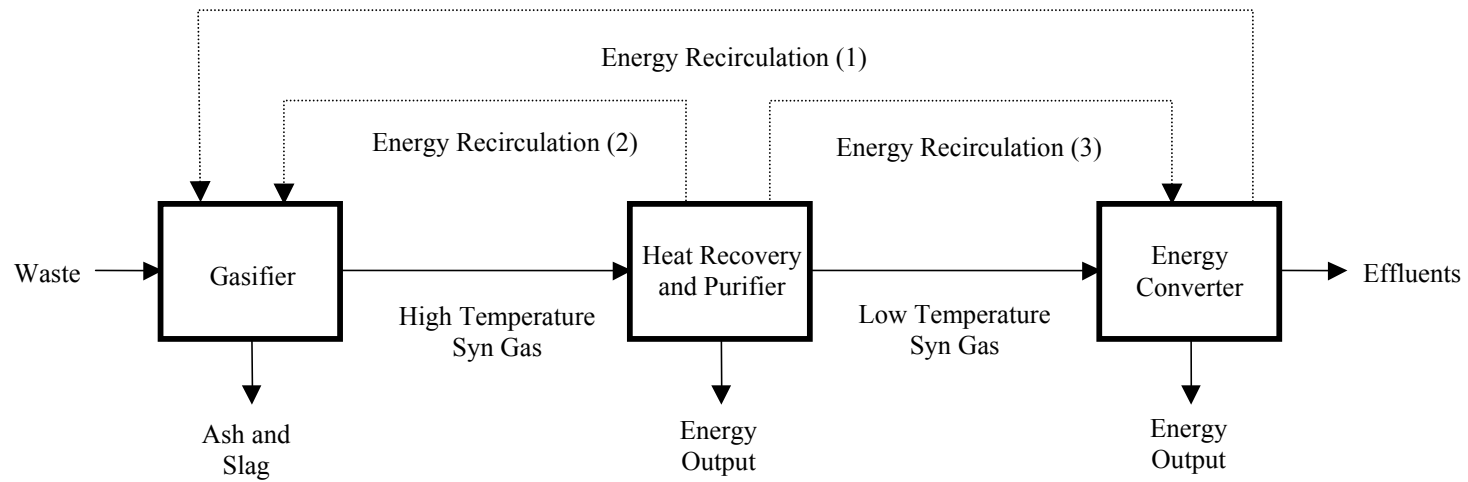 Energy Recirculation (1)
Energy Recirculation (2)
Energy Recirculation (3)
Waste
Gasifier
Heat Recovery
and Purifier
Energy
Converter
Effluents
High Temperature
Syn Gas
Low Temperature
Syn Gas
Ash and
Slag
Energy
Output
Energy
Output